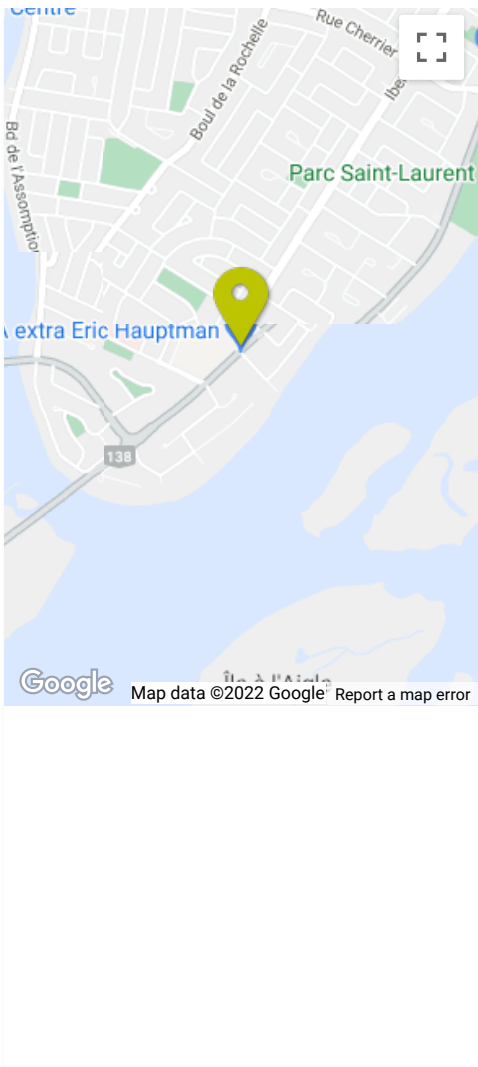 Centre
Rue Cherrier
Boul de la Rochelle
Bd de l'Assomption
Parc Saint-Laurent
extra Eric Hauptman
138
Île à l'Aigle
Google
Map data ©2022 Google
Report a map error